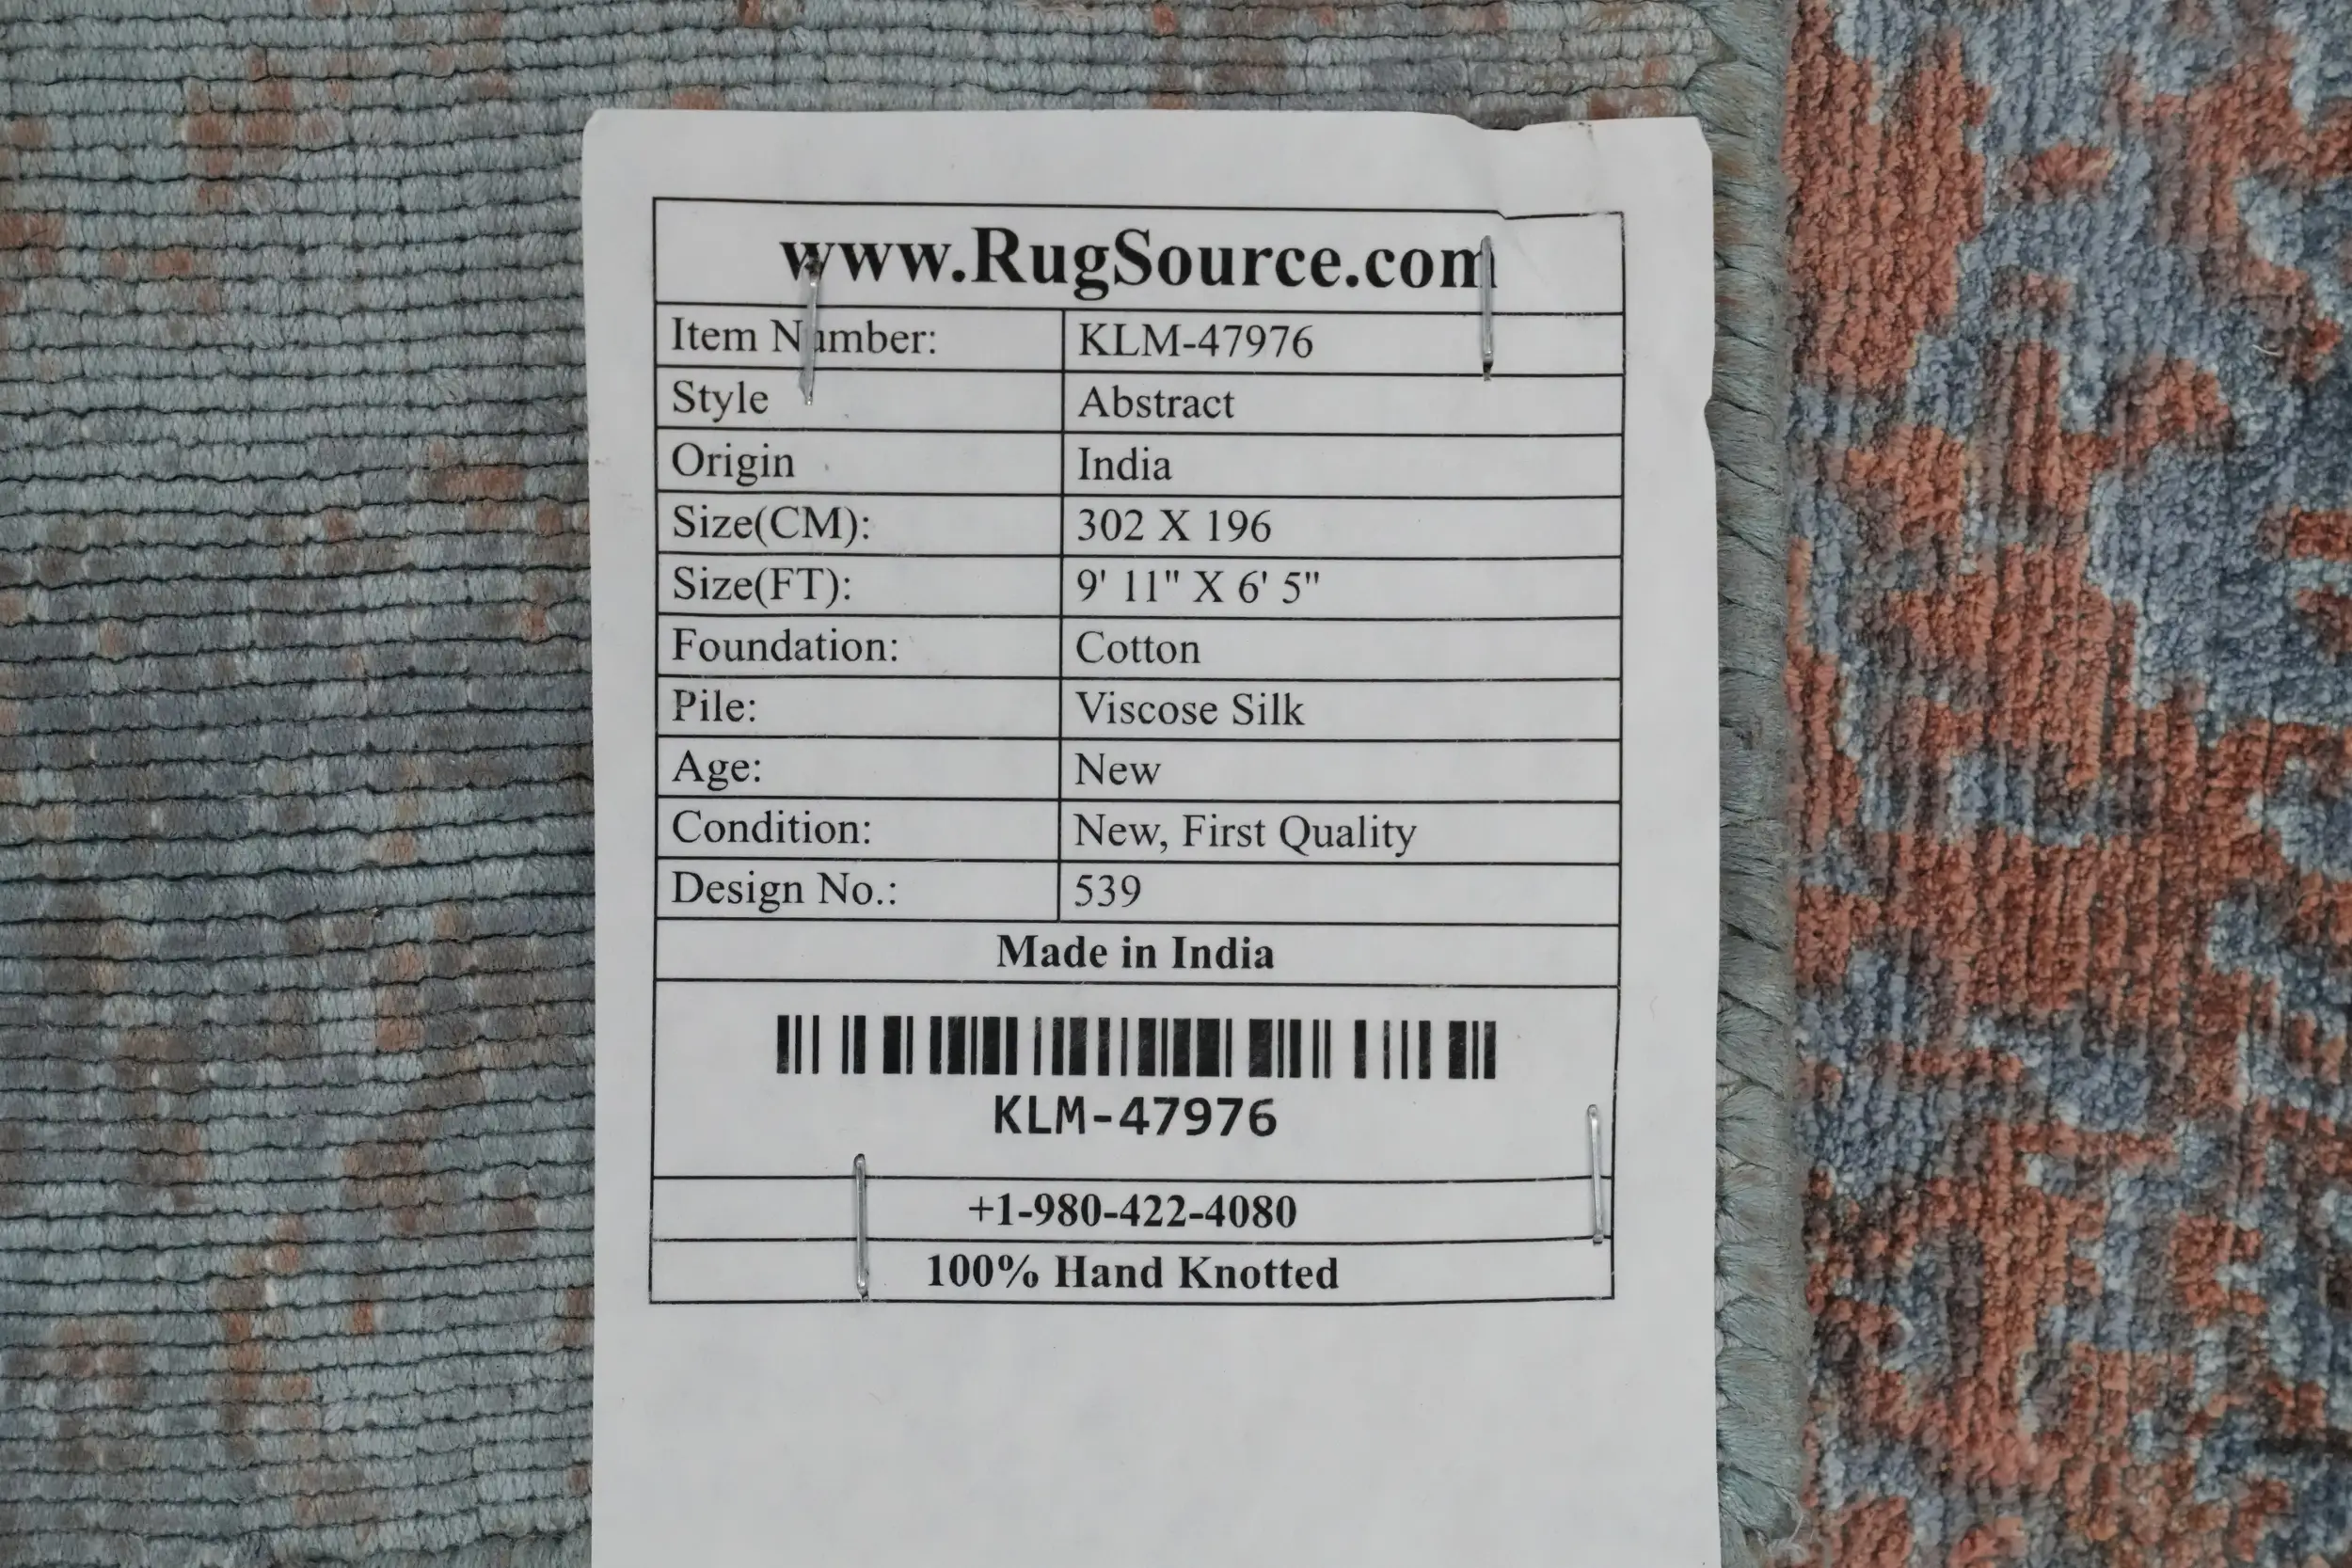 www.RugSource.com
Item Number: KLM-47976
Style Abstract
Origin India
Size(CM): 302 X 196
Size(FT): 9' 11" X 6' 5"
Foundation: Cotton
Pile: Viscose Silk
Age: New
Condition: New, First Quality
Design No.: 539
Made in India
KLM-47976
+1-980-422-4080
100% Hand Knotted